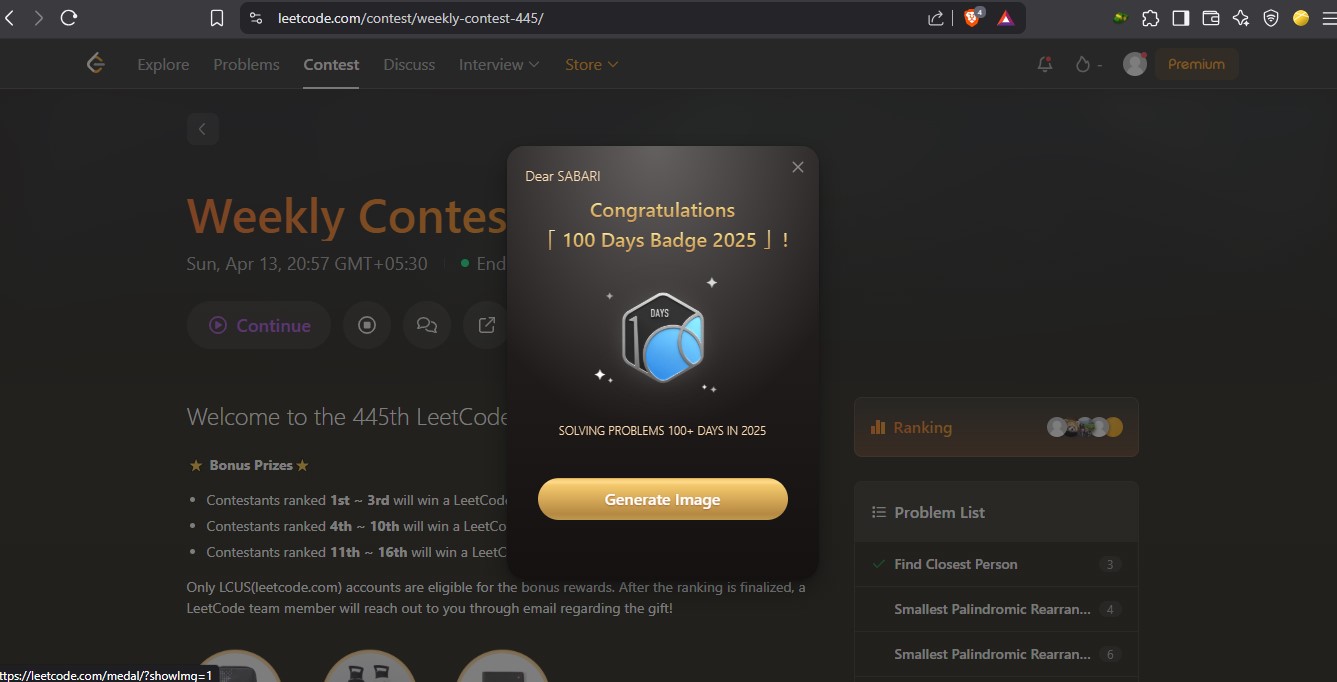 leetcode.com/contest/weekly-contest-445/
4
Explore Problems Contest Discuss Interview Store - Premium
Dear SABARI
Congratulations
「 100 Days Badge 2025 」 !
DAYS
100
SOLVING PROBLEMS 100+ DAYS IN 2025
Generate Image
Weekly Contes
Sun, Apr 13, 20:57 GMT+05:30 End
Continue
Welcome to the 445th LeetCode
Bonus Prizes
• Contestants ranked 1st ~ 3rd will win a LeetCode
• Contestants ranked 4th ~ 10th will win a LeetCo
• Contestants ranked 11th ~ 16th will win a LeetC
Only LCUS(leetcode.com) accounts are eligible for the bonus rewards. After the ranking is finalized, a
LeetCode team member will reach out to you through email regarding the gift!
Ranking
Problem List
Find Closest Person 3
Smallest Palindromic Rearran... 4
Smallest Palindromic Rearran... 6
ttps://leetcode.com/medal/?showImg=1